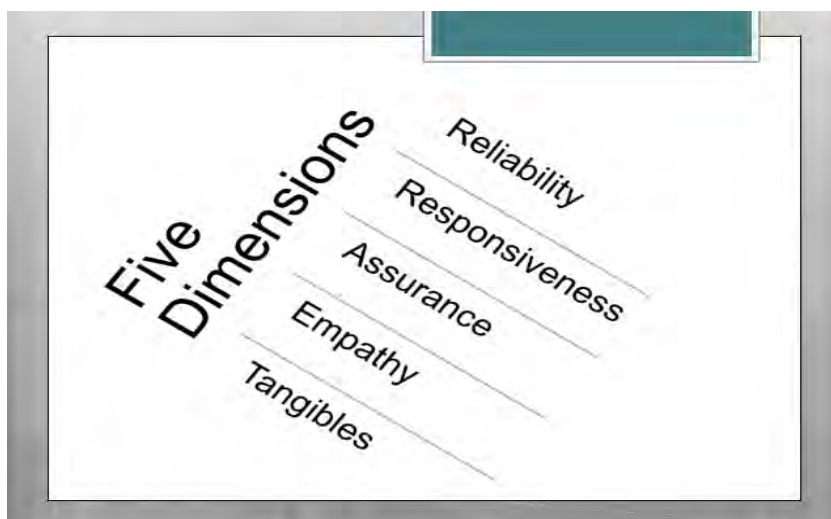 Five
Dimensions
Reliability
Responsiveness
Assurance
Empathy
Tangibles